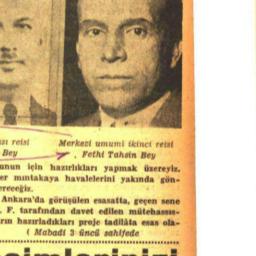 reisi
Bey
Merkezi umumi ikinci reisi
, Fethi Tahsin Bey
unun için hazırlıkları yapmak üzereyiz.
er mıntakaya havalelerini yakında gön-
ereceğiz.
Ankara'da görüşülen esasatta, geçen sene
. F. tarafından davet edilen mütehassıs-
rın hazırladıkları proje tadilâta esas ola-
( Mabadi 3 üncü sahifede